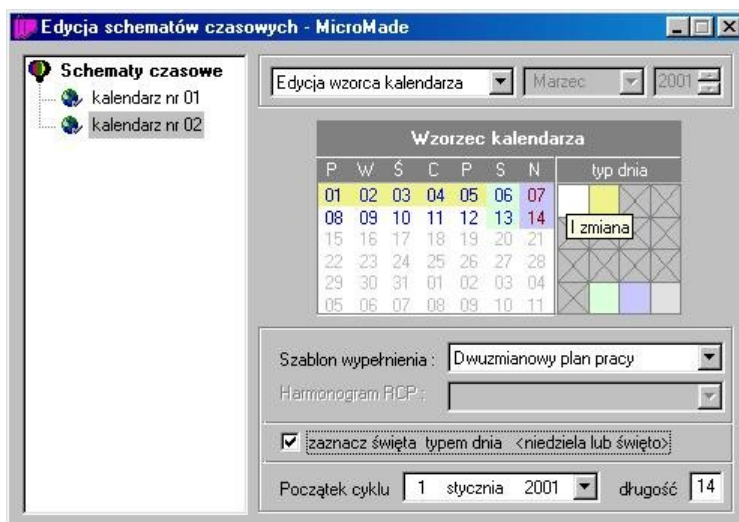 Edycja schematów czasowych - MicroMade
Schematy czasowe
kalendarz nr 01
kalendarz nr 02
Edycja wzorca kalendarza Marzec 2001
Wzorzec kalendarza
P W Ś C P S N typ dnia
01 02 03 04 05 06 07
08 09 10 11 12 13 14 I zmiana
15 16 17 18 19 20 21
22 23 24 25 26 27 28
29 30 31 01 02 03 04
05 06 07 08 09 10 11
Szablon wypełnienia : Dwuzmianowy plan pracy
Harmonogram RCP :
zaznacz święta typem dnia <niedziela lub święto>
Początek cyklu 1 stycznia 2001 długość 14